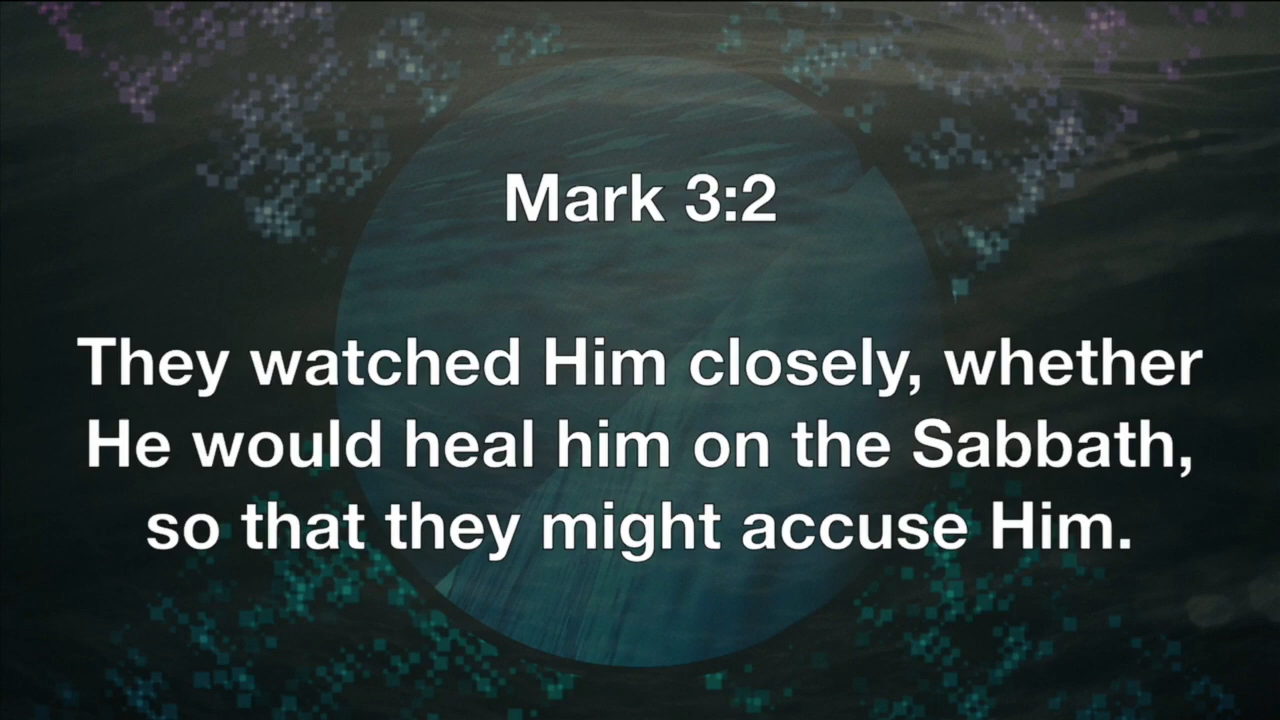 Mark 3:2
They watched Him closely, whether
He would heal him on the Sabbath,
so that they might accuse Him.